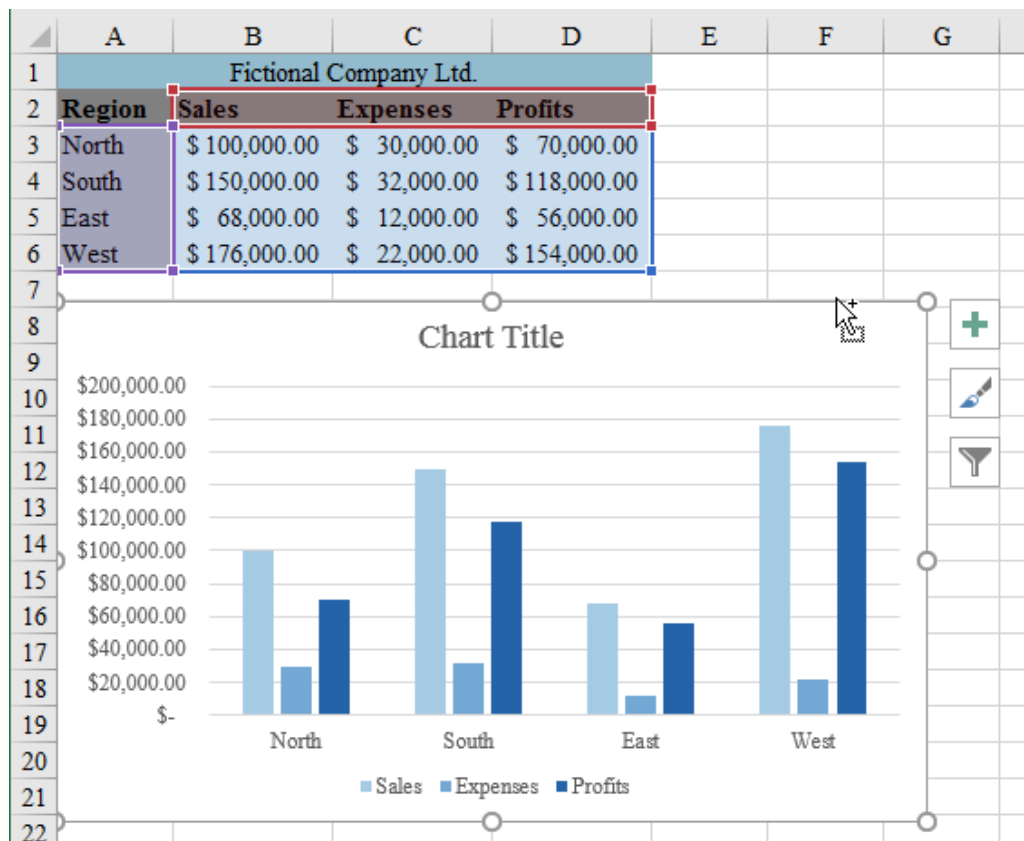 A B C D E F G
1 Fictional Company Ltd.
2 Region Sales Expenses Profits
3 North $ 100,000.00 $ 30,000.00 $ 70,000.00
4 South $ 150,000.00 $ 32,000.00 $ 118,000.00
5 East $ 68,000.00 $ 12,000.00 $ 56,000.00
6 West $ 176,000.00 $ 22,000.00 $ 154,000.00
7
8 Chart Title
9
$200,000.00
10
$180,000.00
11
$160,000.00
12
$140,000.00
13
$120,000.00
14
$100,000.00
15
$80,000.00
16
$60,000.00
17
$40,000.00
18
$20,000.00
19
$-
20
North South East West
21
Sales Expenses Profits
22